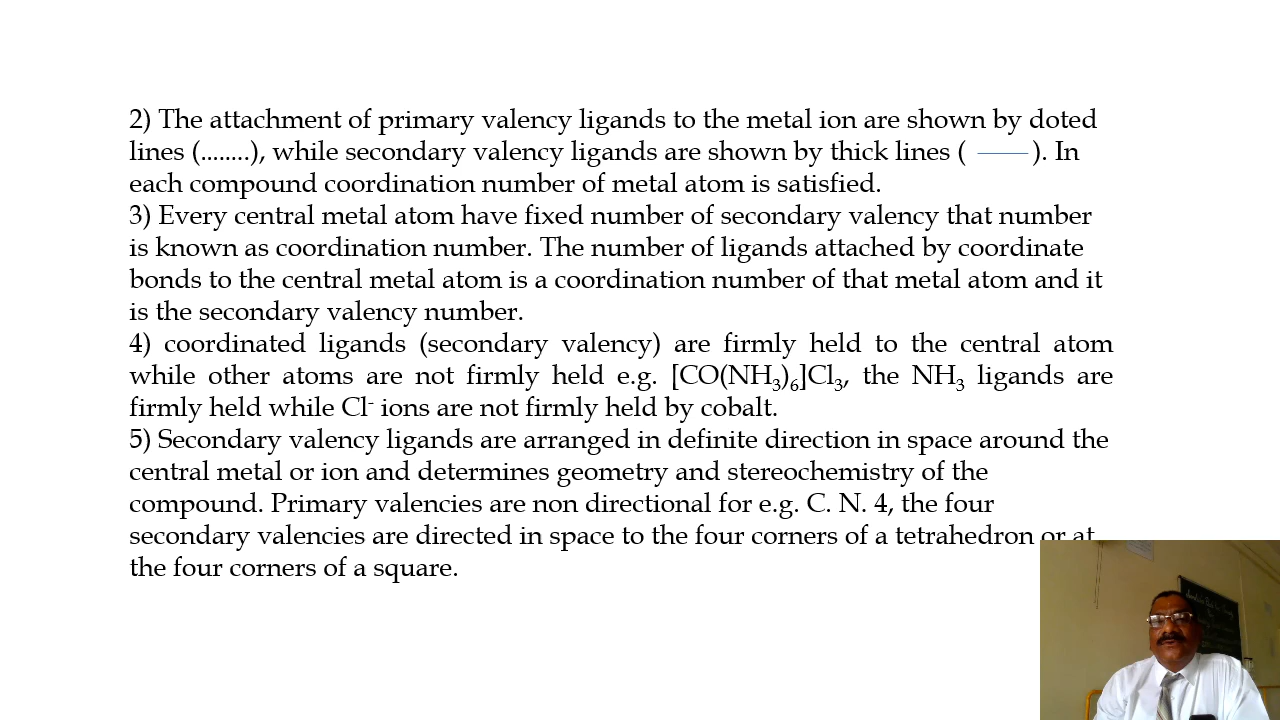 2) The attachment of primary valency ligands to the metal ion are shown by doted
lines (........), while secondary valency ligands are shown by thick lines ( ___ ). In
each compound coordination number of metal atom is satisfied.
3) Every central metal atom have fixed number of secondary valency that number
is known as coordination number. The number of ligands attached by coordinate
bonds to the central metal atom is a coordination number of that metal atom and it
is the secondary valency number.
4) coordinated ligands (secondary valency) are firmly held to the central atom
while other atoms are not firmly held e.g. [CO(NH₃)₆]Cl₃, the NH₃ ligands are
firmly held while Cl⁻ ions are not firmly held by cobalt.
5) Secondary valency ligands are arranged in definite direction in space around the
central metal or ion and determines geometry and stereochemistry of the
compound. Primary valencies are non directional for e.g. C. N. 4, the four
secondary valencies are directed in space to the four corners of a tetrahedron or at
the four corners of a square.